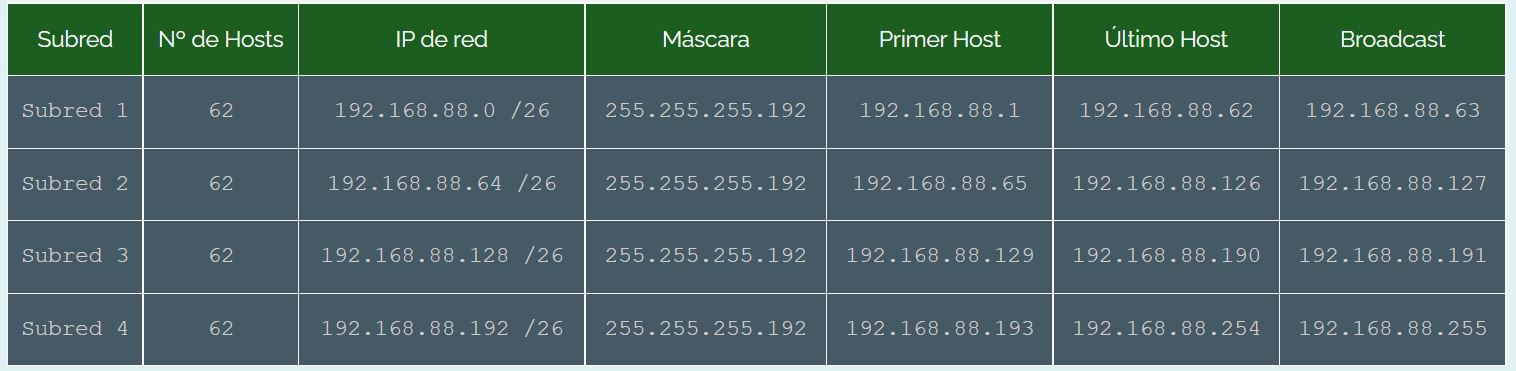 Subred Nº de Hosts IP de red Máscara Primer Host Último Host Broadcast
Subred 1 62 192.168.88.0 /26 255.255.255.192 192.168.88.1 192.168.88.62 192.168.88.63
Subred 2 62 192.168.88.64 /26 255.255.255.192 192.168.88.65 192.168.88.126 192.168.88.127
Subred 3 62 192.168.88.128 /26 255.255.255.192 192.168.88.129 192.168.88.190 192.168.88.191
Subred 4 62 192.168.88.192 /26 255.255.255.192 192.168.88.193 192.168.88.254 192.168.88.255